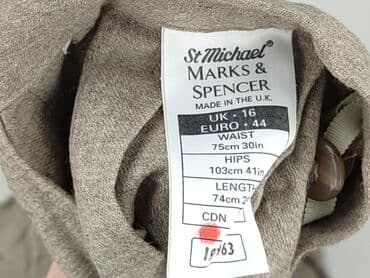 St Michael®
MARKS &
SPENCER
MADE IN THE U.K.
UK • 16
EURO • 44
WAIST
75cm 30in
HIPS
103cm 41in
LENGTH
74cm
CDN